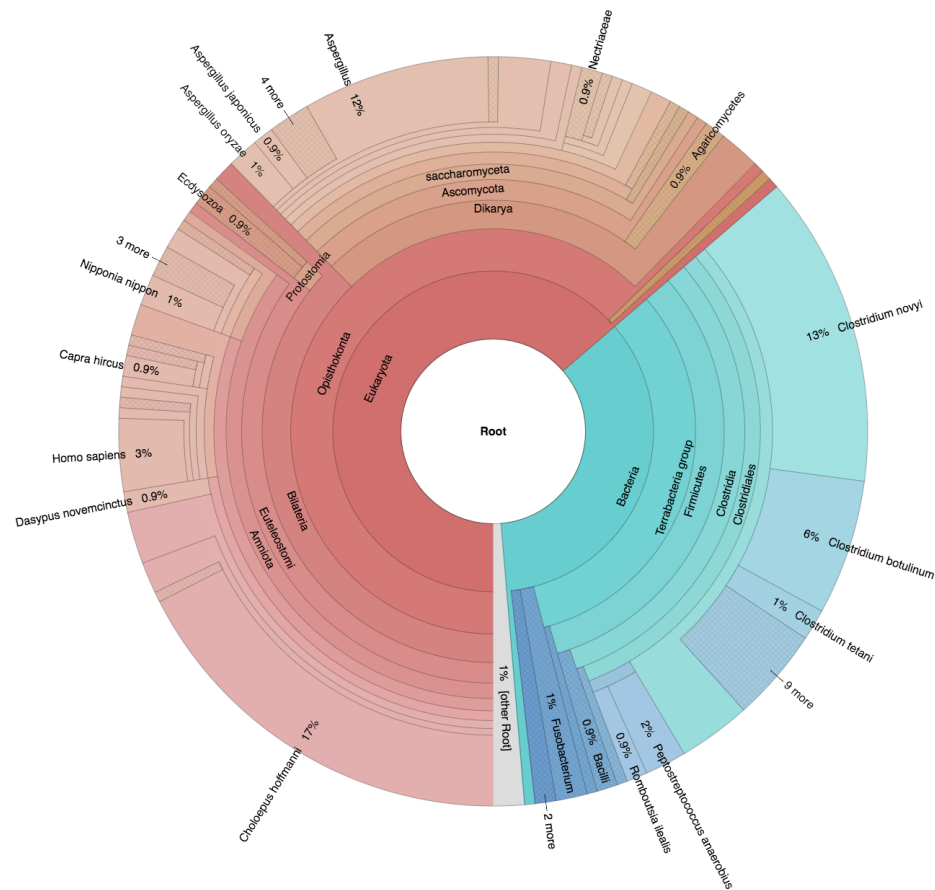 Nectriaceae
0.9%
Aspergillus
12%
4 more
Aspergillus japonicus
0.9%
Aspergillus oryzae
1%
Agaricomycetes
0.9%
saccharomyceta
Ascomycota
Dikarya
Ecdysozoa
0.9%
Protostomia
3 more
Nipponia nippon
1%
Capra hircus
0.9%
Homo sapiens
3%
Dasypus novemcinctus
0.9%
Opisthokonta
Eukaryota
Bilateria
Euteleostomi
Amniota
Root
Bacteria
Terrabacteria group
Firmicutes
Clostridia
Clostridiales
13% Clostridium novyi
6% Clostridium botulinum
1% Clostridium tetani
9 more
2% Peptostreptococcus anaerobius
0.9% Romboutsia ilealis
0.9% Bacilli
1% Fusobacterium
2 more
1% [other Root]
Choloepus hoffmanni
17%